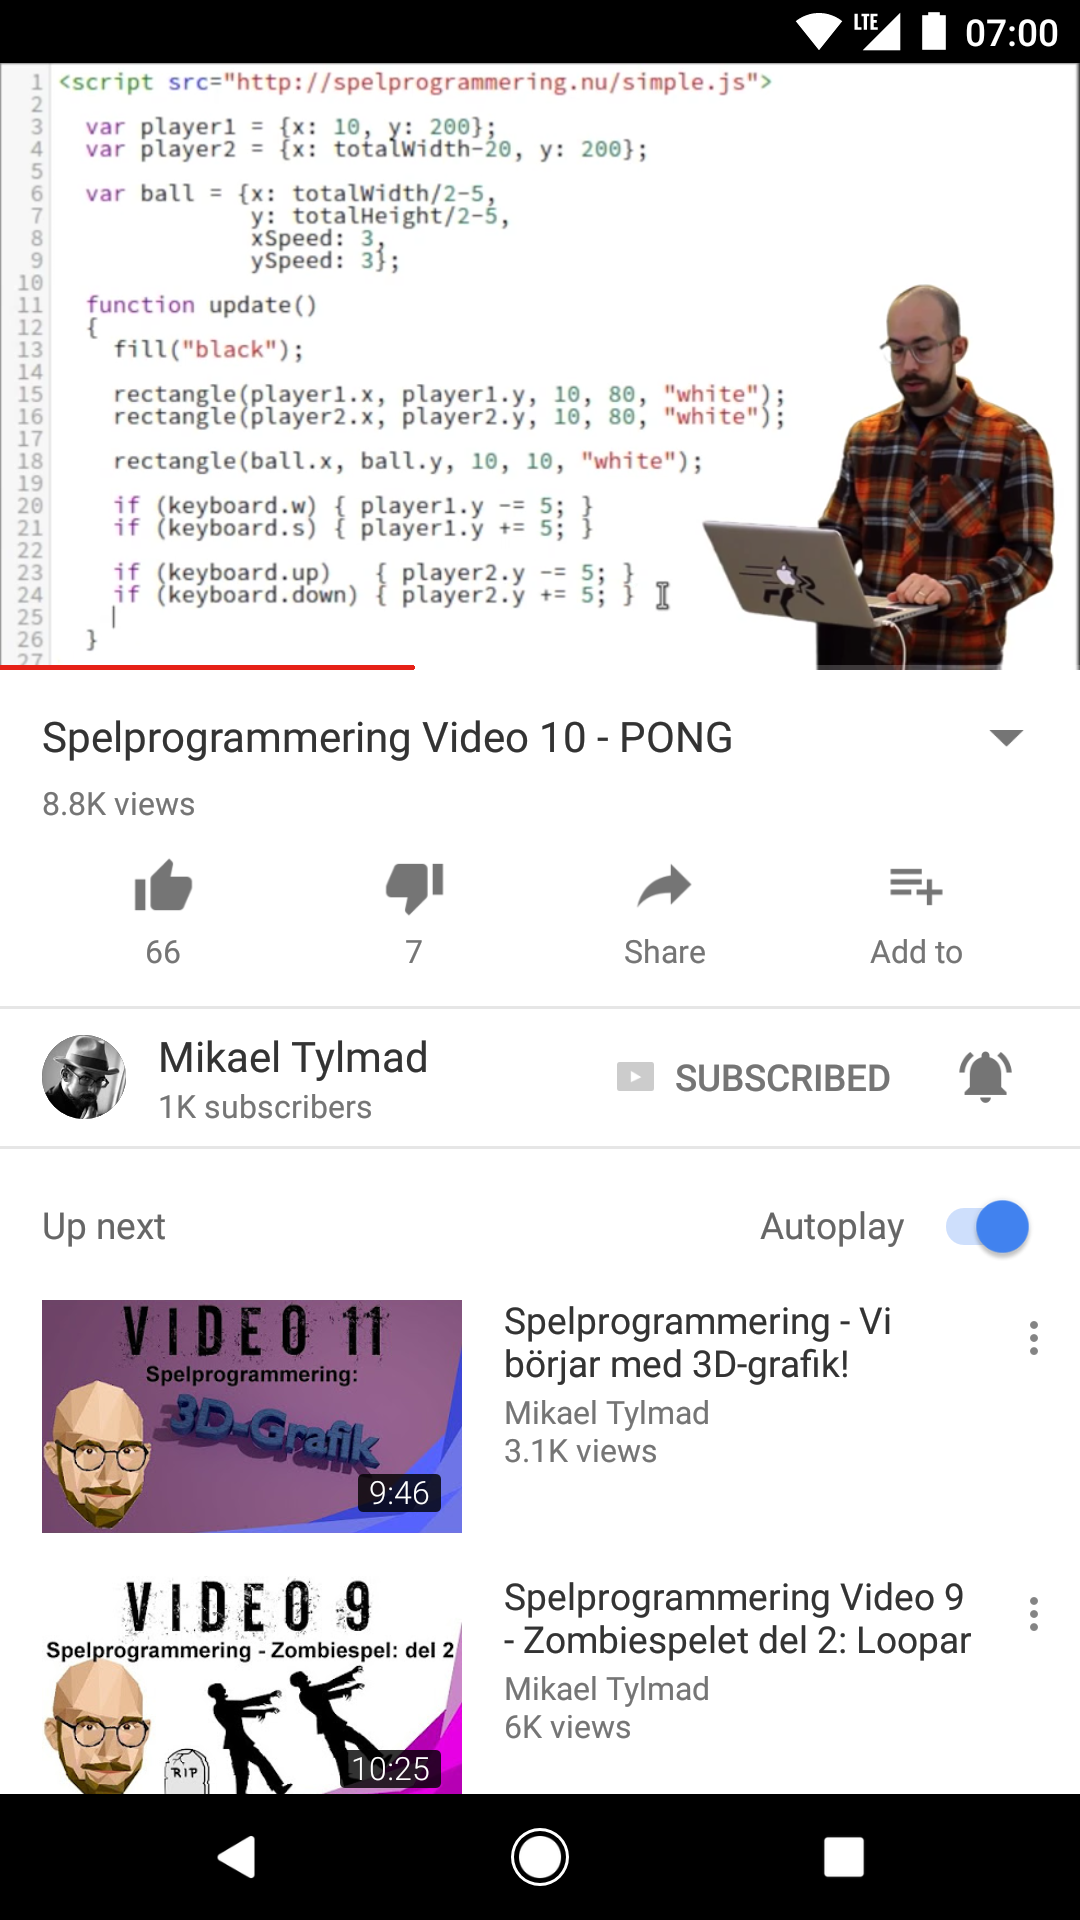 LTE 07:00
1 <script src="http://spelprogrammering.nu/simple.js">
2
3 var player1 = {x: 10, y: 200};
4 var player2 = {x: totalWidth-20, y: 200};
5
6 var ball = {x: totalWidth/2-5,
7 y: totalHeight/2-5,
8 xSpeed: 3,
9 ySpeed: 3};
10
11 function update()
12 {
13 fill("black");
14
15 rectangle(player1.x, player1.y, 10, 80, "white");
16 rectangle(player2.x, player2.y, 10, 80, "white");
17
18 rectangle(ball.x, ball.y, 10, 10, "white");
19
20 if (keyboard.w) { player1.y -= 5; }
21 if (keyboard.s) { player1.y += 5; }
22
23 if (keyboard.up) { player2.y -= 5; }
24 if (keyboard.down) { player2.y += 5; }
25
26 }
27
Spelprogrammering Video 10 - PONG
8.8K views
66 7 Share Add to
Mikael Tylmad
1K subscribers
SUBSCRIBED
Up next Autoplay
VIDEO 11
Spelprogrammering:
3D-Grafik
9:46
Spelprogrammering - Vi
börjar med 3D-grafik!
Mikael Tylmad
3.1K views
VIDEO 9
Spelprogrammering - Zombiespel: del 2
RIP
10:25
Spelprogrammering Video 9
- Zombiespelet del 2: Loopar
Mikael Tylmad
6K views